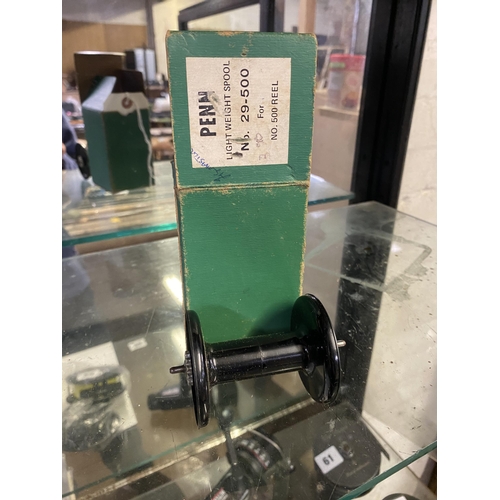 PENN
LIGHT WEIGHT SPOOL
No. 29-500
For
NO. 500 REEL
61